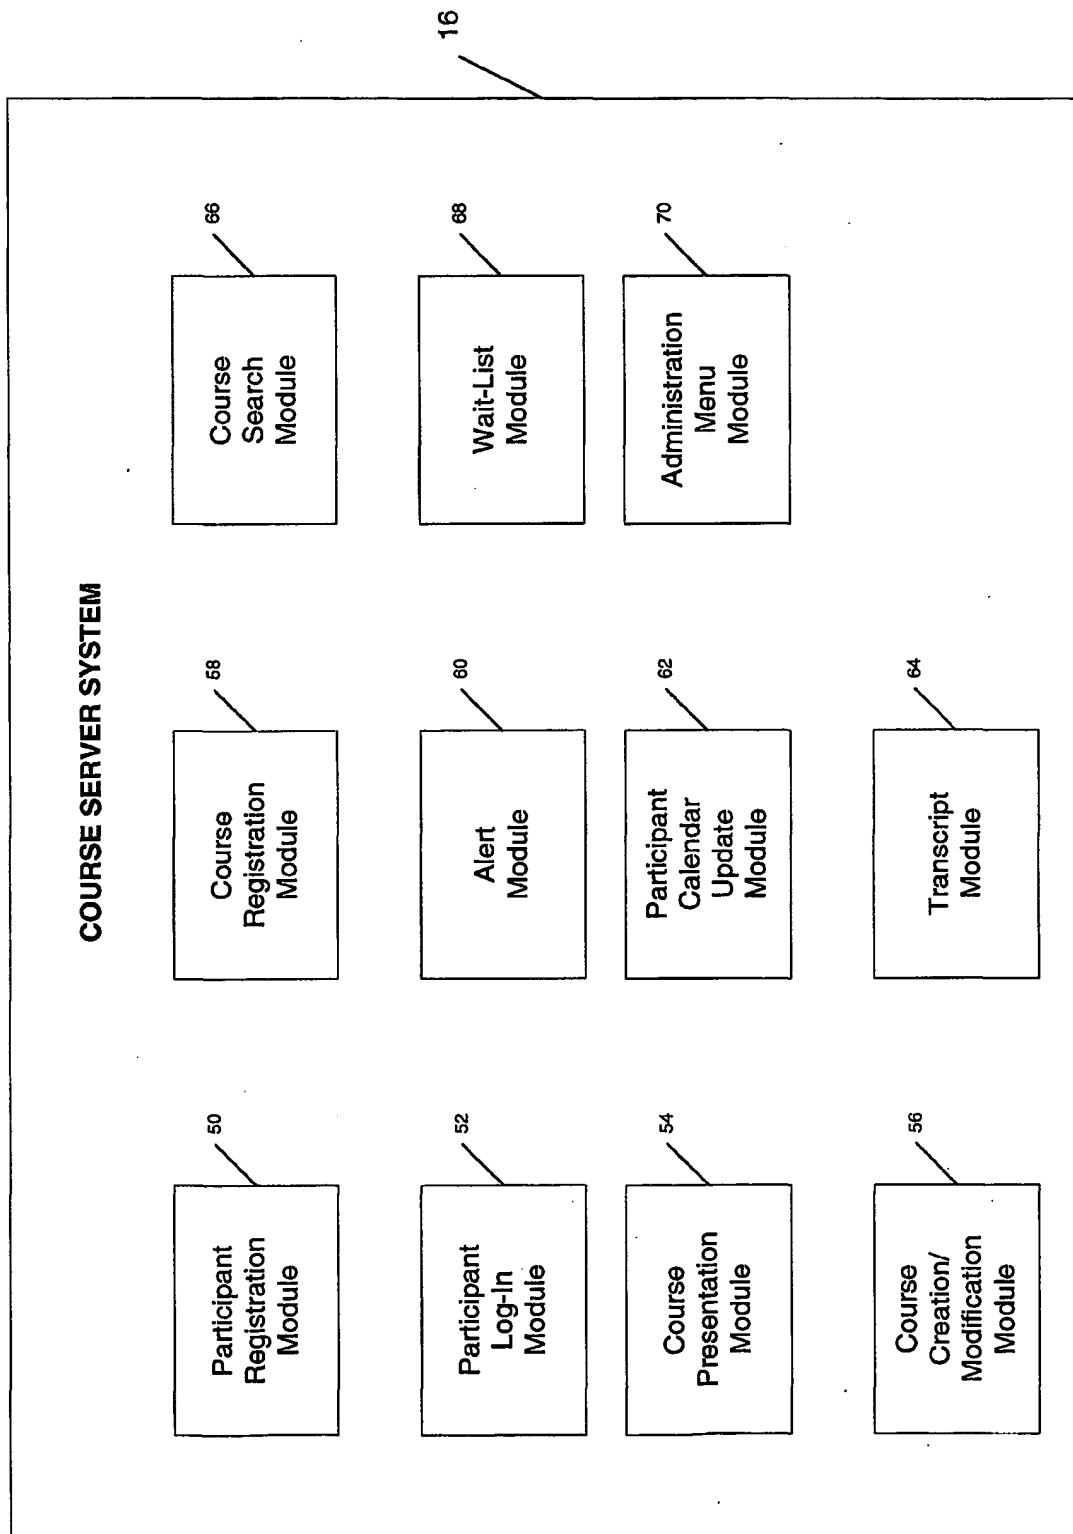 COURSE SERVER SYSTEM
16
50
Participant
Registration
Module
58
Course
Registration
Module
66
Course
Search
Module
52
Participant
Log-In
Module
60
Alert
Module
68
Wait-List
Module
54
Course
Presentation
Module
62
Participant
Calendar
Update
Module
70
Administration
Menu
Module
56
Course
Creation/
Modification
Module
64
Transcript
Module